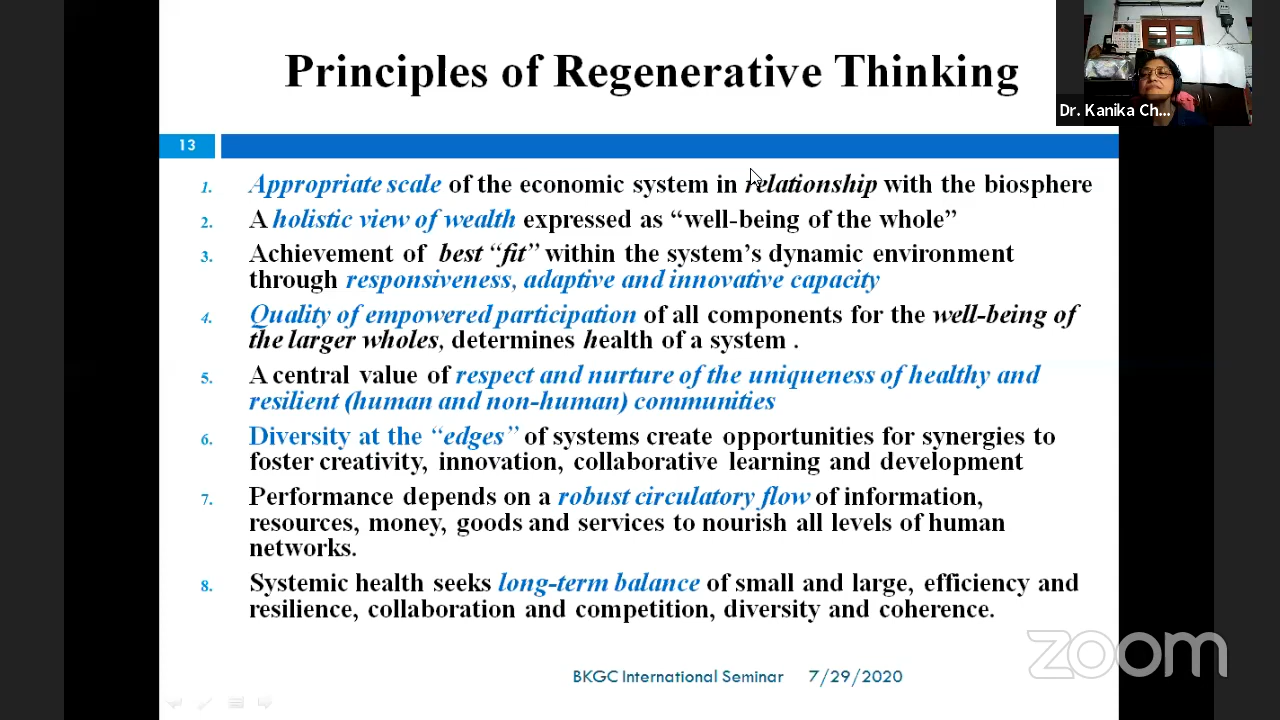 Principles of Regenerative Thinking
Dr. Kanika Ch...
13
1. Appropriate scale of the economic system in relationship with the biosphere
2. A holistic view of wealth expressed as “well-being of the whole”
3. Achievement of best “fit” within the system’s dynamic environment
through responsiveness, adaptive and innovative capacity
4. Quality of empowered participation of all components for the well-being of
the larger wholes, determines health of a system .
5. A central value of respect and nurture of the uniqueness of healthy and
resilient (human and non-human) communities
6. Diversity at the “edges” of systems create opportunities for synergies to
foster creativity, innovation, collaborative learning and development
7. Performance depends on a robust circulatory flow of information,
resources, money, goods and services to nourish all levels of human
networks.
8. Systemic health seeks long-term balance of small and large, efficiency and
resilience, collaboration and competition, diversity and coherence.
zoom
BKGC International Seminar 7/29/2020